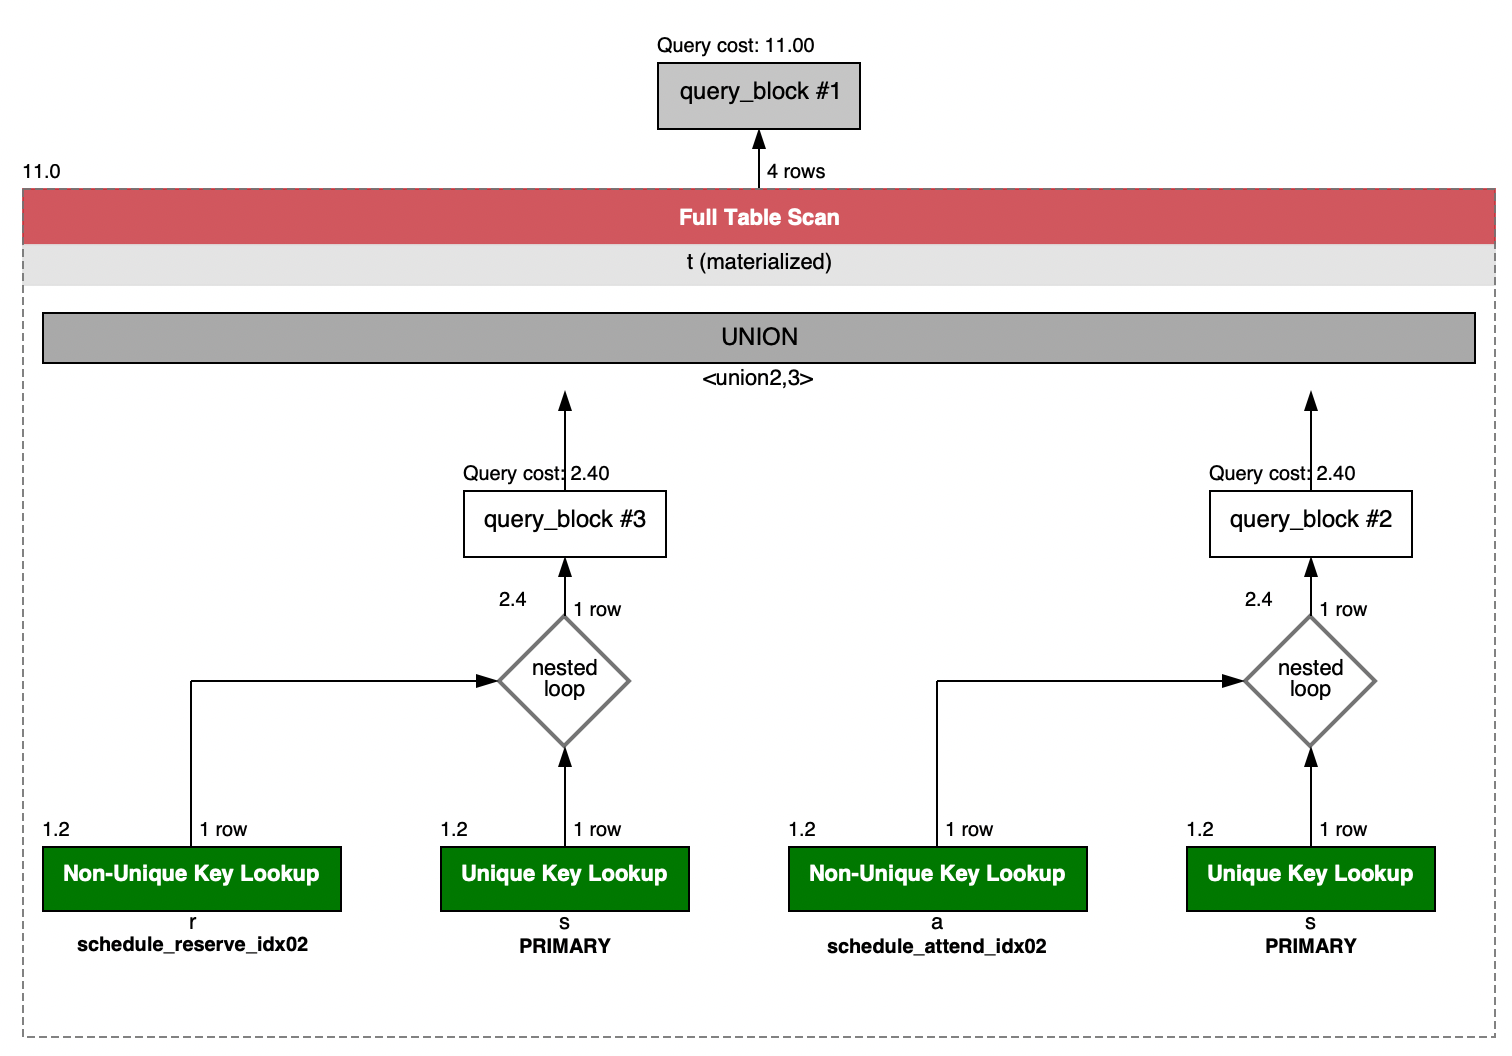 Query cost: 11.00
query_block #1
11.0
4 rows
Full Table Scan
t (materialized)
UNION
<union2,3>
Query cost: 2.40
Query cost: 2.40
query_block #3
query_block #2
2.4
1 row
2.4
1 row
nested
loop
nested
loop
1.2
1 row
1.2
1 row
1.2
1 row
1.2
1 row
Non-Unique Key Lookup
Unique Key Lookup
Non-Unique Key Lookup
Unique Key Lookup
r
s
a
s
schedule_reserve_idx02
PRIMARY
schedule_attend_idx02
PRIMARY